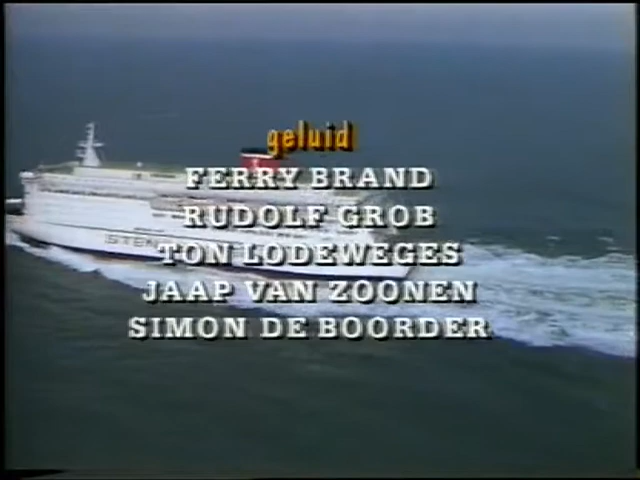 geluid
FERRY BRAND
RUDOLF GROB
TON LODEWEGES
JAAP VAN ZOONEN
SIMON DE BOORDER